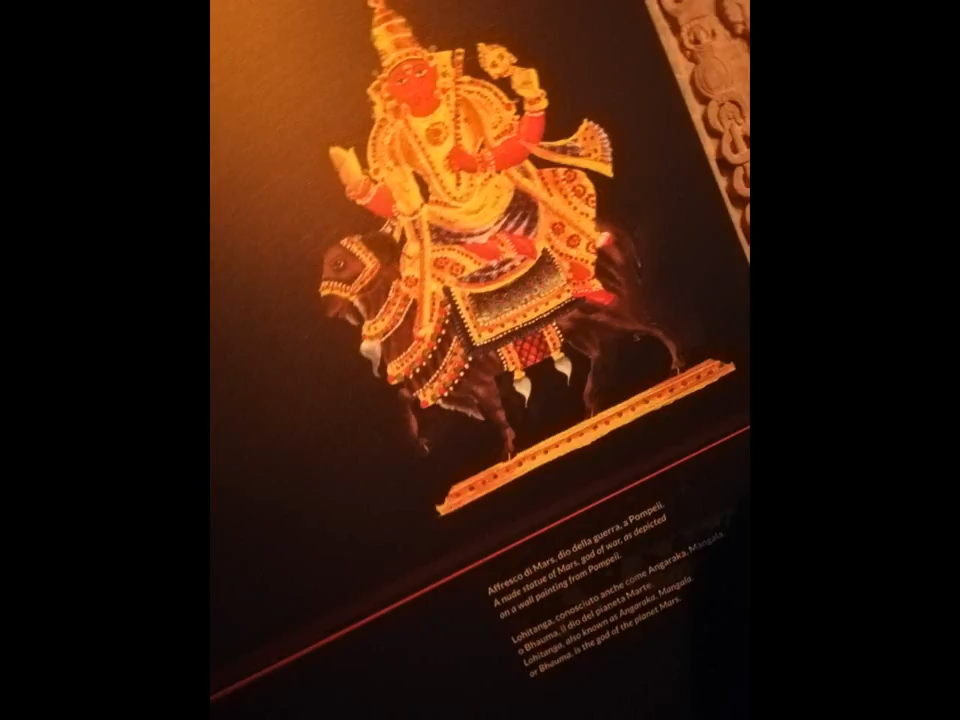 Affresco di Mars, dio della guerra, a Pompeii.
A nude statue of Mars, god of war, as depicted
on a wall painting from Pompeii.
Lohitanga, conosciuto anche come Angaraka, Mangala
o Bhauma, il dio del pianeta Marte.
Lohitanga, also known as Angaraka, Mangala,
or Bhauma, is the god of the planet Mars.